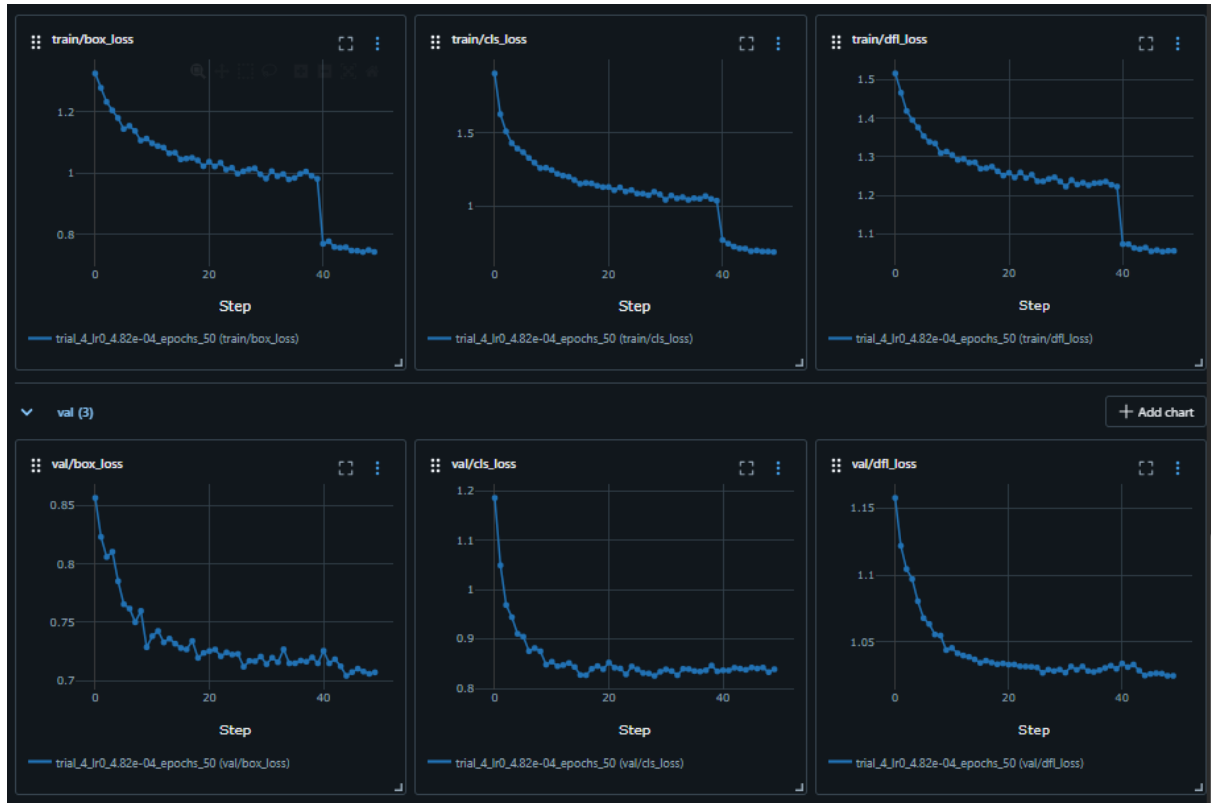 train/box_loss
train/cls_loss
train/dfl_loss
1.2
1
0.8
0
20
40
Step
trial_4_lr0_4.82e-04_epochs_50 (train/box_loss)
1.5
1
0
20
40
Step
trial_4_lr0_4.82e-04_epochs_50 (train/cls_loss)
1.5
1.4
1.3
1.2
1.1
0
20
40
Step
trial_4_lr0_4.82e-04_epochs_50 (train/dfl_loss)
val (3)
Add chart
val/box_loss
val/cls_loss
val/dfl_loss
0.85
0.8
0.75
0.7
0
20
40
Step
trial_4_lr0_4.82e-04_epochs_50 (val/box_loss)
1.2
1.1
1
0.9
0.8
0
20
40
Step
trial_4_lr0_4.82e-04_epochs_50 (val/cls_loss)
1.15
1.1
1.05
0
20
40
Step
trial_4_lr0_4.82e-04_epochs_50 (val/dfl_loss)